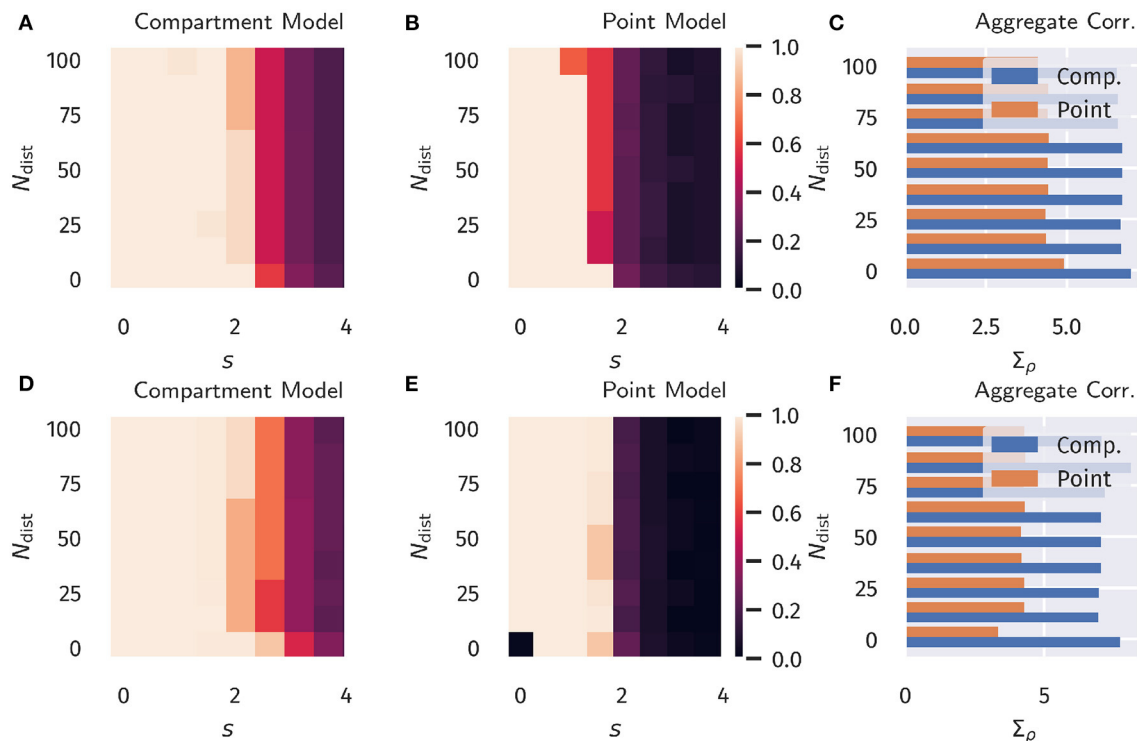 A Compartment Model
B Point Model
C Aggregate Corr.
100
75
50
25
0
N_dist
0 2 4
s
100
75
50
25
0
N_dist
0 2 4
s
1.0
0.8
0.6
0.4
0.2
0.0
N_dist
100
75
50
25
0
Comp.
Point
0.0 2.5 5.0
Σ_ρ
D Compartment Model
E Point Model
F Aggregate Corr.
100
75
50
25
0
N_dist
0 2 4
s
100
75
50
25
0
N_dist
0 2 4
s
1.0
0.8
0.6
0.4
0.2
0.0
N_dist
100
75
50
25
0
Comp.
Point
0 5
Σ_ρ